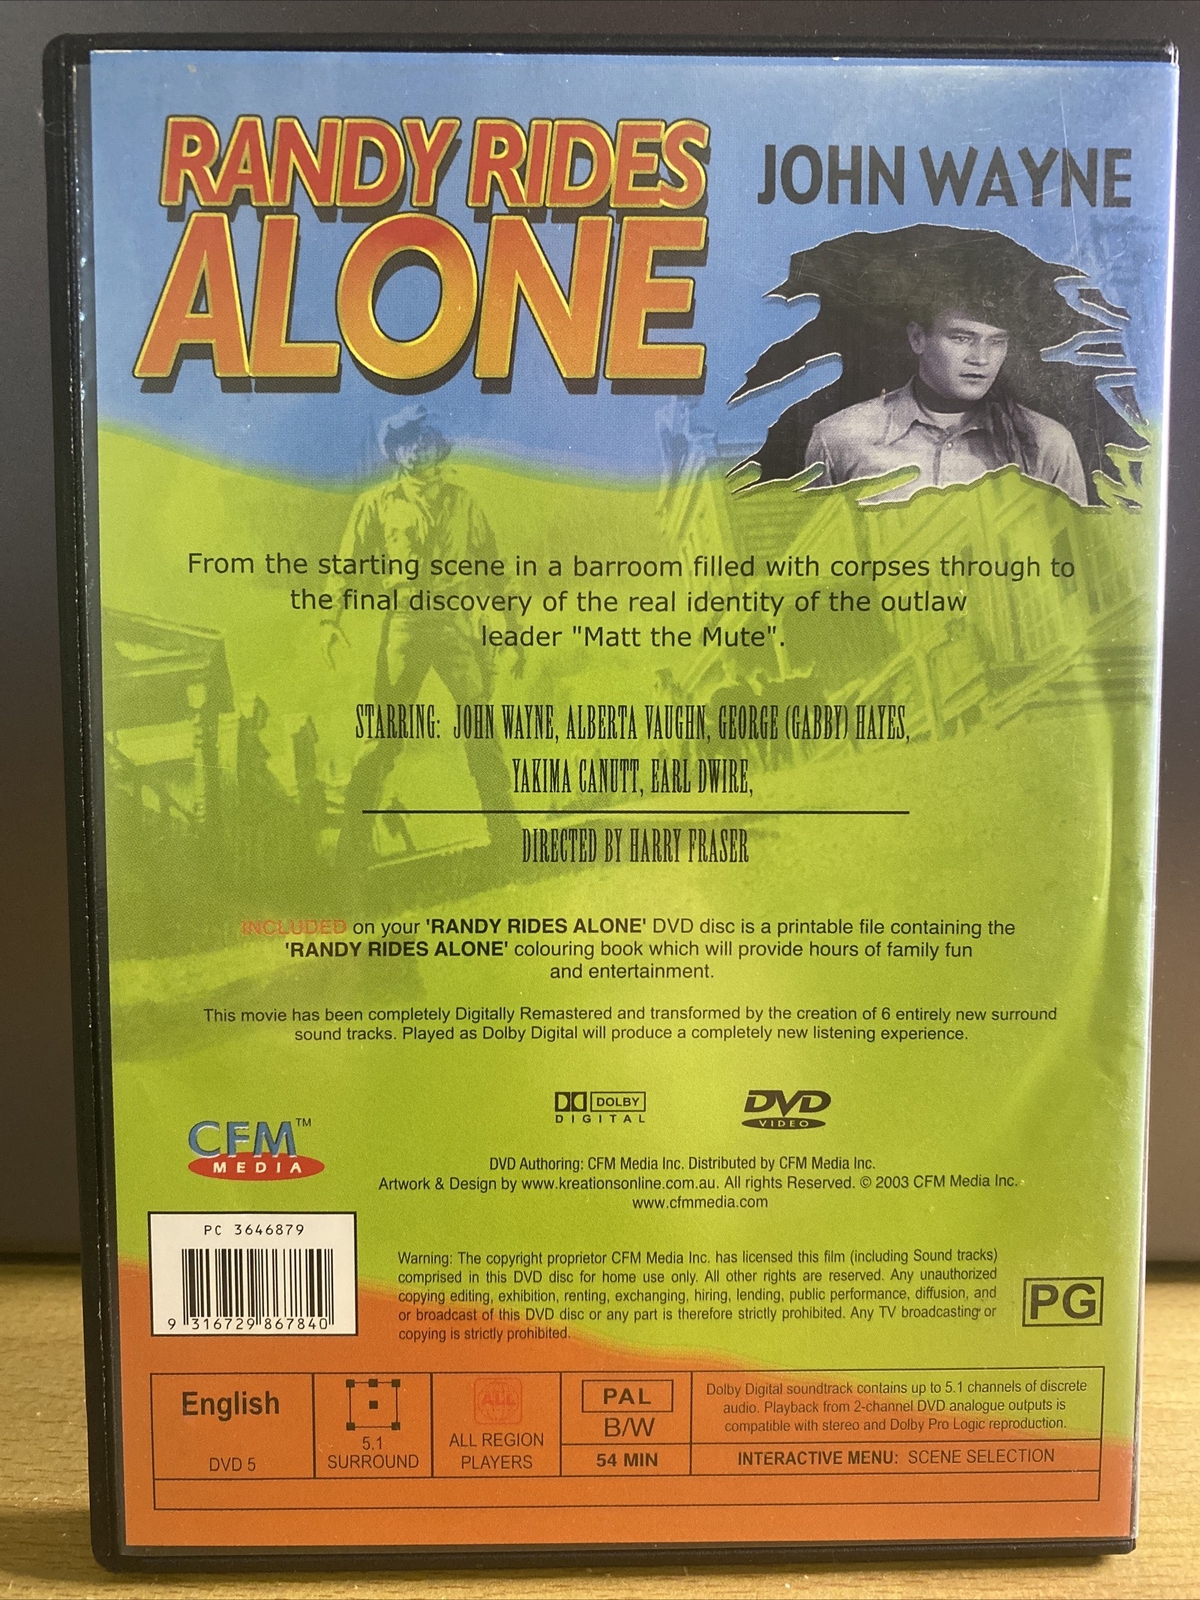 RANDY RIDES
ALONE
JOHN WAYNE
From the starting scene in a barroom filled with corpses through to
the final discovery of the real identity of the outlaw
leader "Matt the Mute".
STARRING: JOHN WAYNE, ALBERTA VAUGHN, GEORGE (GABBY) HAYES,
YAKIMA CANUTT, EARL DWIRE,
DIRECTED BY HARRY FRASER
INCLUDED on your 'RANDY RIDES ALONE' DVD disc is a printable file containing the
'RANDY RIDES ALONE' colouring book which will provide hours of family fun
and entertainment.
This movie has been completely Digitally Remastered and transformed by the creation of 6 entirely new surround
sound tracks. Played as Dolby Digital will produce a completely new listening experience.
DOLBY
DIGITAL
DVD
VIDEO
CFM™
MEDIA
DVD Authoring: CFM Media Inc. Distributed by CFM Media Inc.
Artwork & Design by www.kreationsonline.com.au. All rights Reserved. © 2003 CFM Media Inc.
www.cfmmedia.com
PC 3646879
9 316729 867840
Warning: The copyright proprietor CFM Media Inc. has licensed this film (including Sound tracks)
comprised in this DVD disc for home use only. All other rights are reserved. Any unauthorized
copying editing, exhibition, renting, exchanging, hiring, lending, public performance, diffusion, and
or broadcast of this DVD disc or any part is therefore strictly prohibited. Any TV broadcasting or
copying is strictly prohibited.
PG
English
DVD 5
5.1
SURROUND
ALL
ALL REGION
PLAYERS
PAL
B/W
54 MIN
Dolby Digital soundtrack contains up to 5.1 channels of discrete
audio. Playback from 2-channel DVD analogue outputs is
compatible with stereo and Dolby Pro Logic reproduction.
INTERACTIVE MENU: SCENE SELECTION